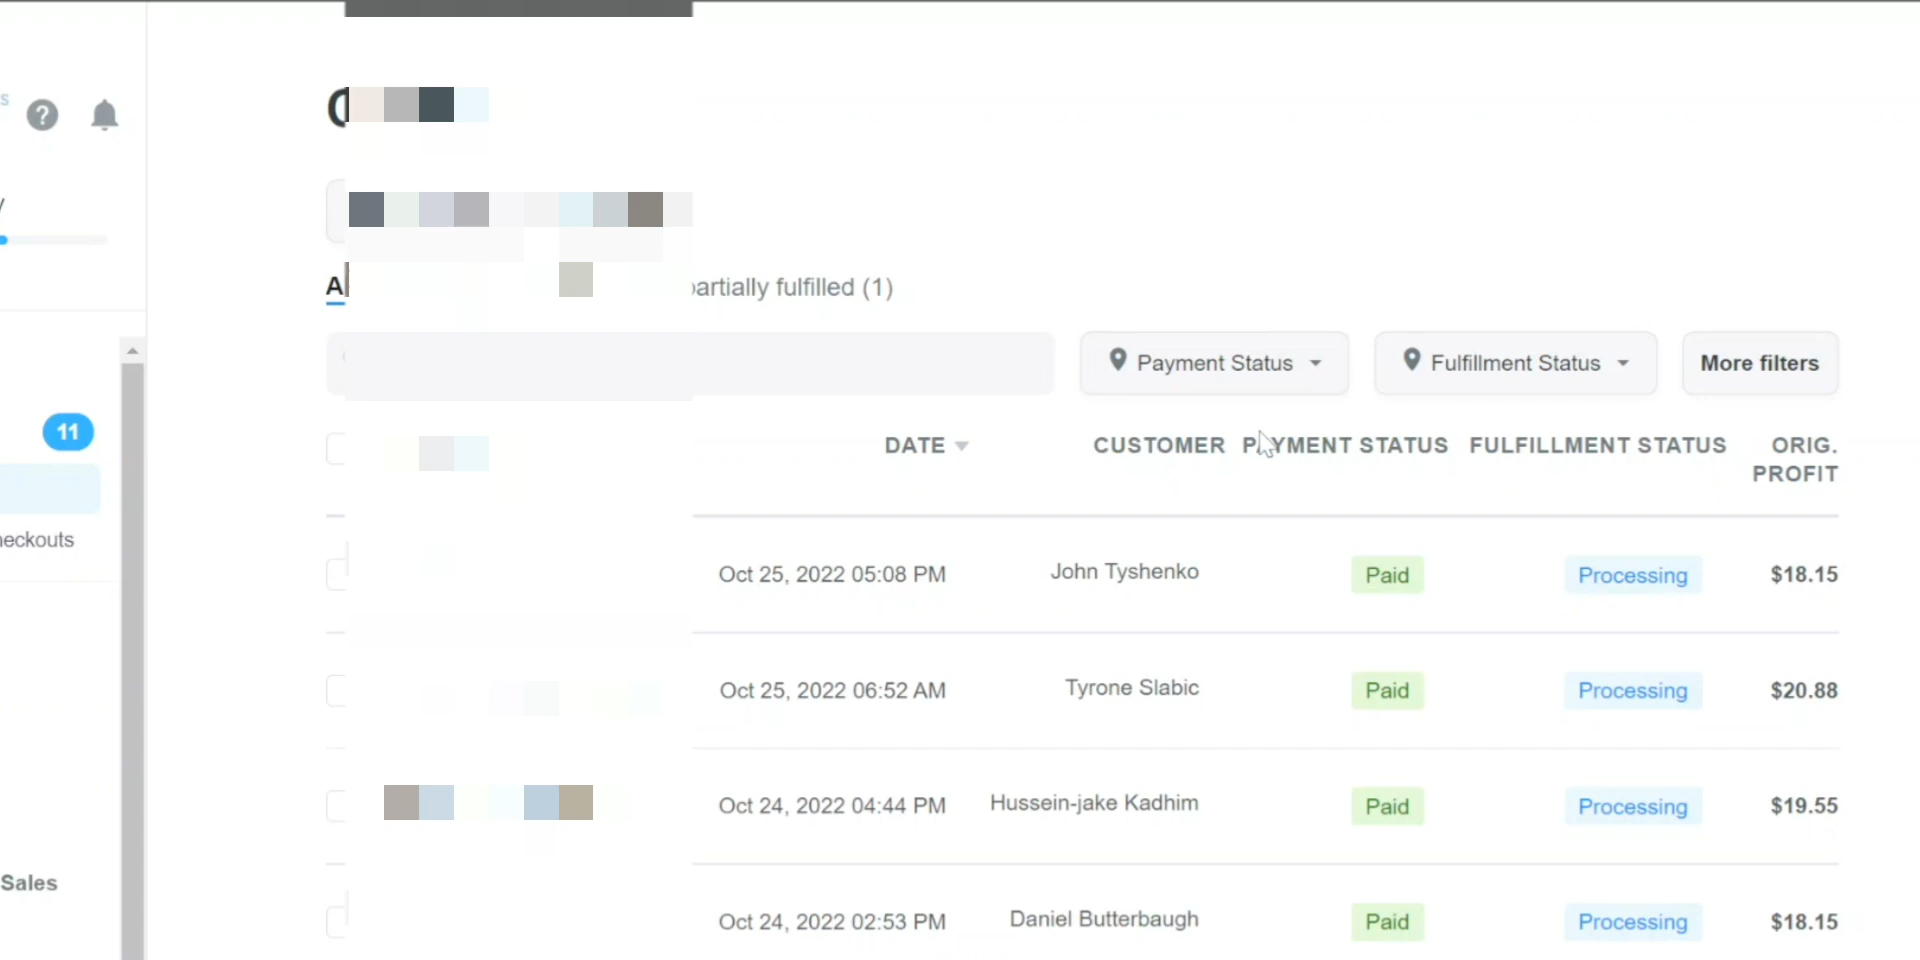 ?
partially fulfilled (1)
Payment Status
Fulfillment Status
More filters
11
DATE CUSTOMER PAYMENT STATUS FULFILLMENT STATUS ORIG. PROFIT
heckouts
Oct 25, 2022 05:08 PM John Tyshenko Paid Processing $18.15
Oct 25, 2022 06:52 AM Tyrone Slabic Paid Processing $20.88
Oct 24, 2022 04:44 PM Hussein-jake Kadhim Paid Processing $19.55
Sales
Oct 24, 2022 02:53 PM Daniel Butterbaugh Paid Processing $18.15